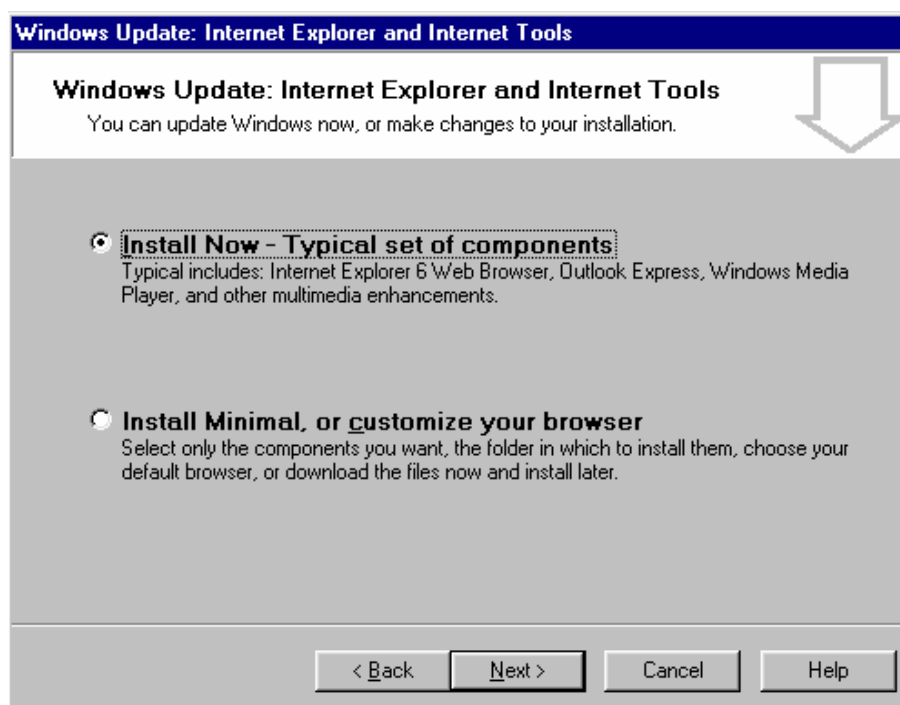 Windows Update: Internet Explorer and Internet Tools
Windows Update: Internet Explorer and Internet Tools
You can update Windows now, or make changes to your installation.
Install Now - Typical set of components
Typical includes: Internet Explorer 6 Web Browser, Outlook Express, Windows Media
Player, and other multimedia enhancements.
Install Minimal, or customize your browser
Select only the components you want, the folder in which to install them, choose your
default browser, or download the files now and install later.
< Back Next > Cancel Help